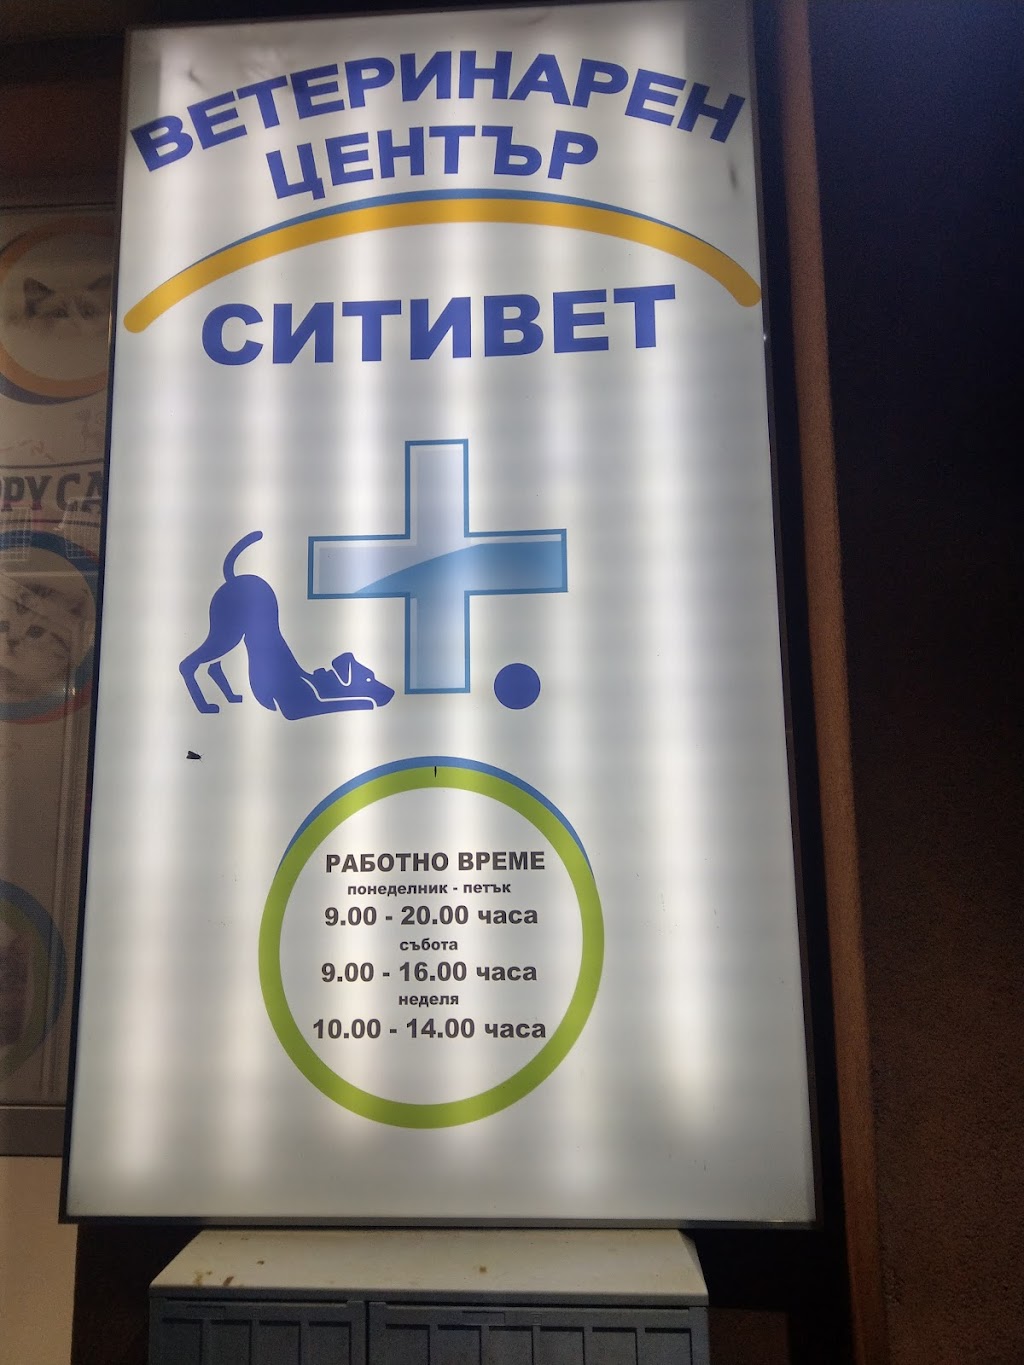 ВЕТЕРИНАРЕН
ЦЕНТЪР
СИТИВЕТ
РАБОТНО ВРЕМЕ
понеделник - петък
9.00 - 20.00 часа
събота
9.00 - 16.00 часа
неделя
10.00 - 14.00 часа